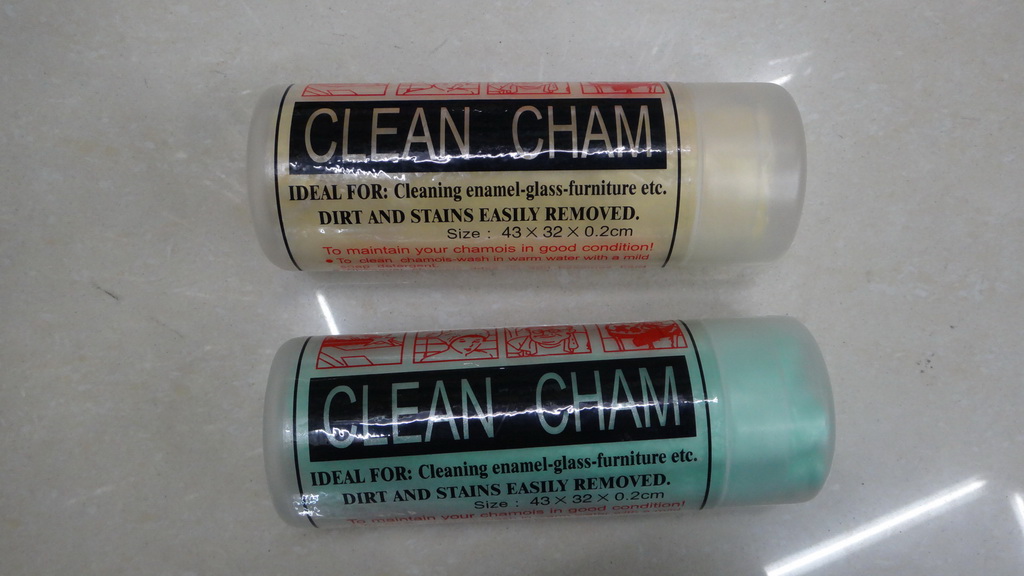 CLEAN CHAM
IDEAL FOR: Cleaning enamel-glass-furniture etc.
DIRT AND STAINS EASILY REMOVED.
Size : 43 × 32 × 0.2cm
To maintain your chamois in good condition!
• To clean chamois-wash in warm water with a mild
soap detergent.
CLEAN CHAM
IDEAL FOR: Cleaning enamel-glass-furniture etc.
DIRT AND STAINS EASILY REMOVED.
Size : 43 × 32 × 0.2cm
To maintain your chamois in good condition!